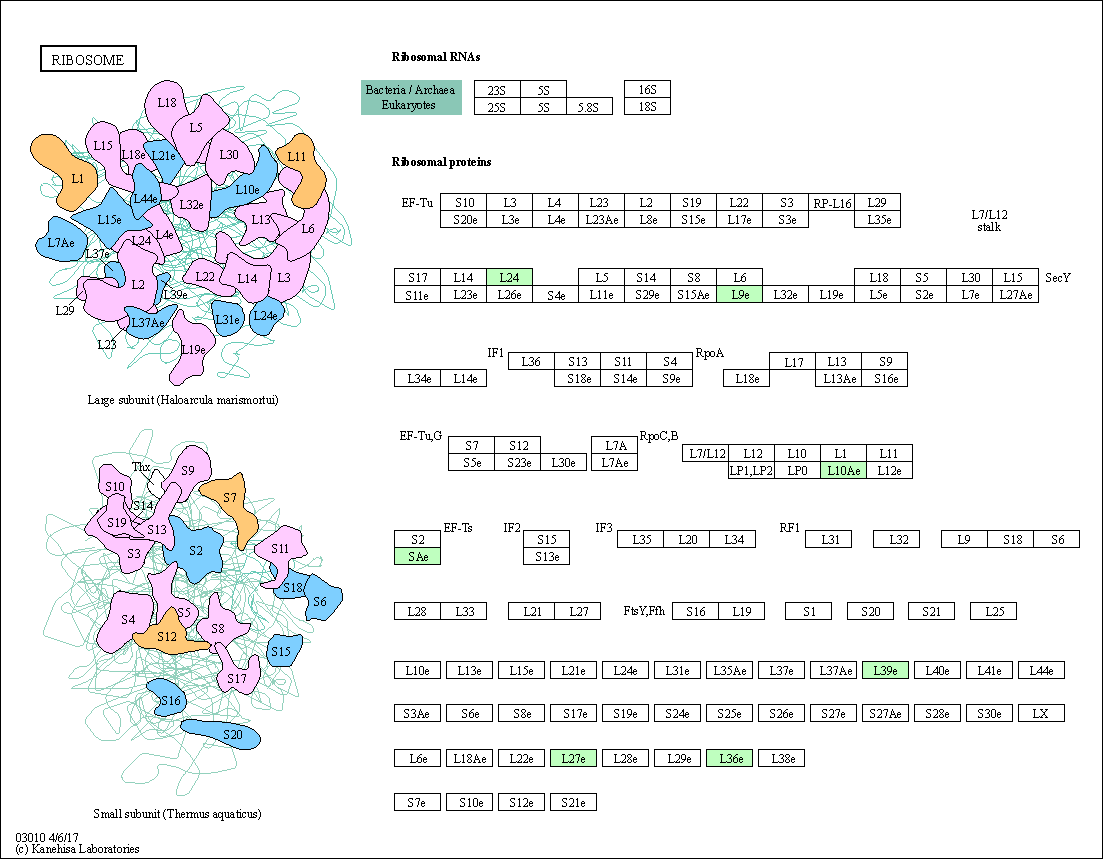 RIBOSOME
Ribosomal RNAs
Bacteria / Archaea 23S 5S 16S
Eukaryotes 25S 5S 5.8S 18S
Ribosomal proteins
EF-Tu S10 L3 L4 L23 L2 S19 L22 S3 RP-L16 L29
S20e L3e L4e L23Ae L8e S15e L17e S3e L35e
L7/L12
stalk
S17 L14 L24 L5 S14 S8 L6 L18 S5 L30 L15 SecY
S11e L23e L26e S4e L11e S29e S15Ae L9e L32e L19e L5e S2e L7e L27Ae
IF1 L36 S13 S11 S4 RpoA L17 L13 S9
L34e L14e S18e S14e S9e L18e L13Ae S16e
EF-Tu,G S7 S12 L7A RpoC,B L7/L12 L12 L10 L1 L11
S5e S23e L30e L7Ae LP1,LP2 LP0 L10Ae L12e
S2 EF-Ts IF2 S15 IF3 L35 L20 L34 RF1 L31 L32 L9 S18 S6
SAe S13e
L28 L33 L21 L27 FtsY,Ffh S16 L19 S1 S20 S21 L25
L10e L13e L15e L21e L24e L31e L35Ae L37e L37Ae L39e L40e L41e L44e
S3Ae S6e S8e S17e S19e S24e S25e S26e S27e S27Ae S28e S30e LX
L6e L18Ae L22e L27e L28e L29e L36e L38e
S7e S10e S12e S21e
L18
L5
L15
L18e L21e L30 L11
L1
L44e L10e
L32e
L15e L13
L7Ae L24 L4e L6
L37e
L2 L22 L14 L3
L39e
L29
L37Ae L31e L24e
L23
L19e
Large subunit (Haloarcula marismortui)
Thx S9
S10 S7
S14
S19 S13
S3 S2 S11
S18
S6
S4 S5
S12 S8
S15
S17
S16
S20
Small subunit (Thermus aquaticus)
03010 4/6/17
(c) Kanehisa Laboratories